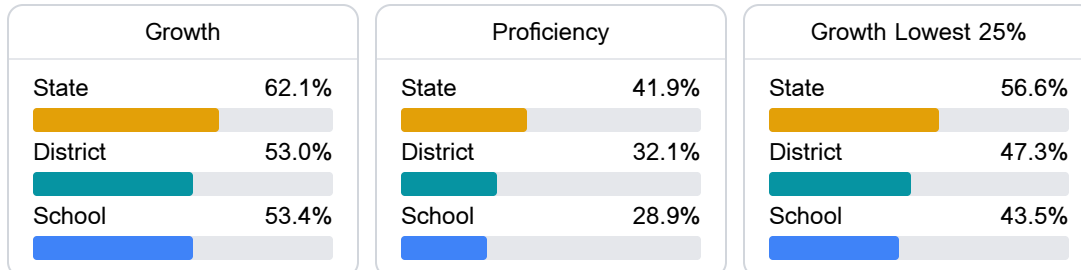 Growth
State 62.1%
District 53.0%
School 53.4%
Proficiency
State 41.9%
District 32.1%
School 28.9%
Growth Lowest 25%
State 56.6%
District 47.3%
School 43.5%